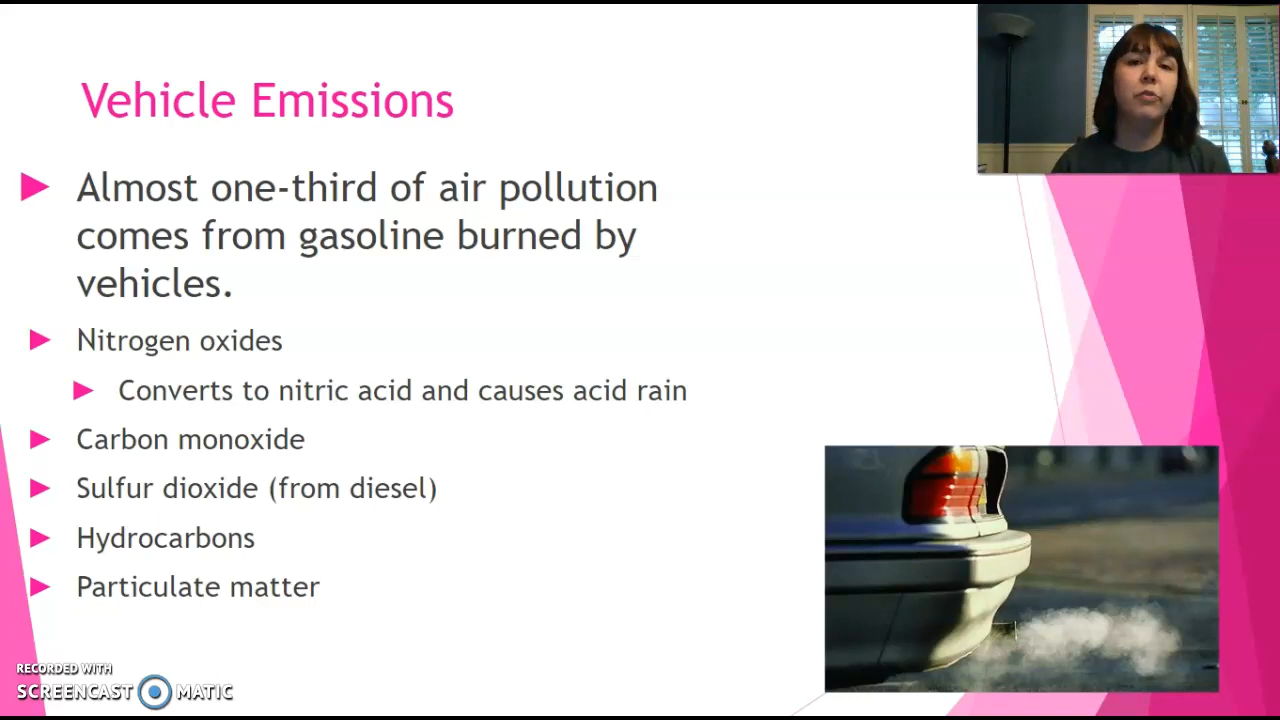 Vehicle Emissions
Almost one-third of air pollution
comes from gasoline burned by
vehicles.
Nitrogen oxides
Converts to nitric acid and causes acid rain
Carbon monoxide
Sulfur dioxide (from diesel)
Hydrocarbons
Particulate matter
RECORDED WITH
SCREENCAST MATIC